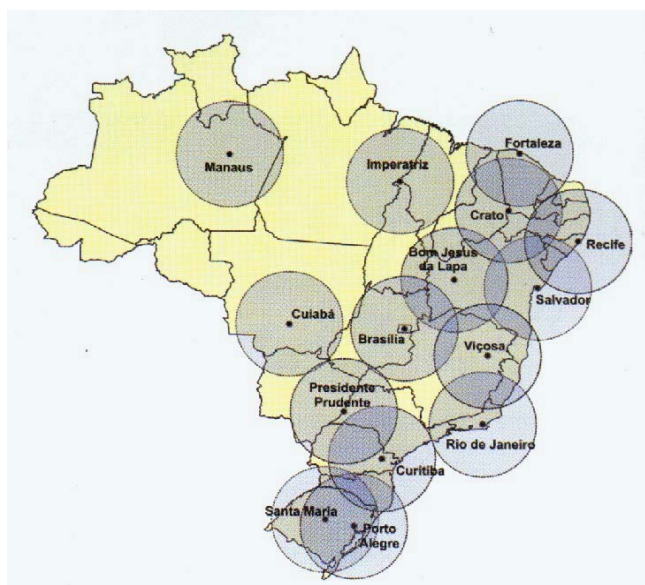 Fortaleza
Manaus
Imperatriz
Crato
Recife
Bom Jesus
da Lapa
Salvador
Cuiabá
Brasília
Viçosa
Presidente
Prudente
Rio de Janeiro
Curitiba
Santa Maria
Porto
Alegre